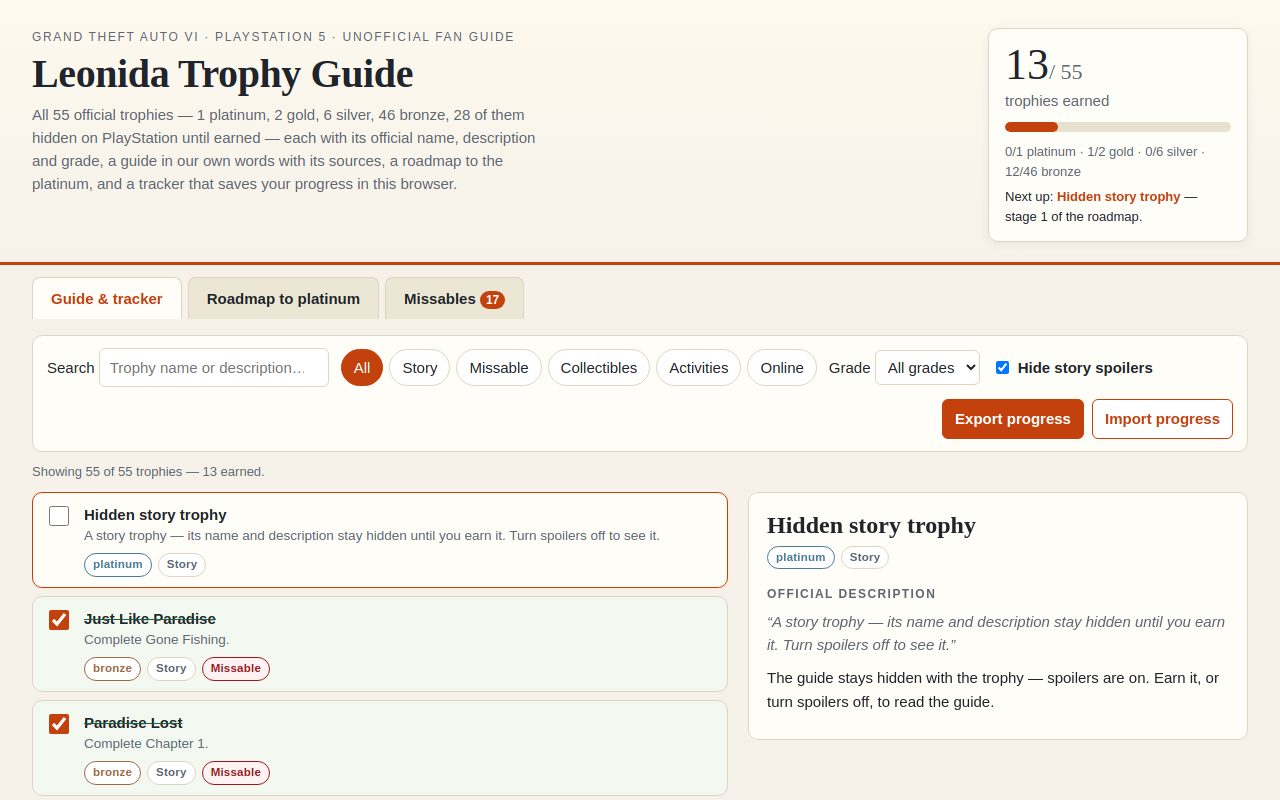 GRAND THEFT AUTO VI · PLAYSTATION 5 · UNOFFICIAL FAN GUIDE
Leonida Trophy Guide
All 55 official trophies — 1 platinum, 2 gold, 6 silver, 46 bronze, 28 of them
hidden on PlayStation until earned — each with its official name, description
and grade, a guide in our own words with its sources, a roadmap to the
platinum, and a tracker that saves your progress in this browser.
13/ 55
trophies earned
0/1 platinum · 1/2 gold · 0/6 silver ·
12/46 bronze
Next up: Hidden story trophy —
stage 1 of the roadmap.
Guide & tracker
Roadmap to platinum
Missables 17
Search Trophy name or description… All Story Missable Collectibles Activities Online Grade All grades Hide story spoilers
Export progress Import progress
Showing 55 of 55 trophies — 13 earned.
Hidden story trophy
A story trophy — its name and description stay hidden until you earn it. Turn spoilers off to see it.
platinum Story
Just Like Paradise
Complete Gone Fishing.
bronze Story Missable
Paradise Lost
Complete Chapter 1.
bronze Story Missable
Hidden story trophy
platinum Story
OFFICIAL DESCRIPTION
“A story trophy — its name and description stay hidden until you earn
it. Turn spoilers off to see it.”
The guide stays hidden with the trophy — spoilers are on. Earn it, or
turn spoilers off, to read the guide.